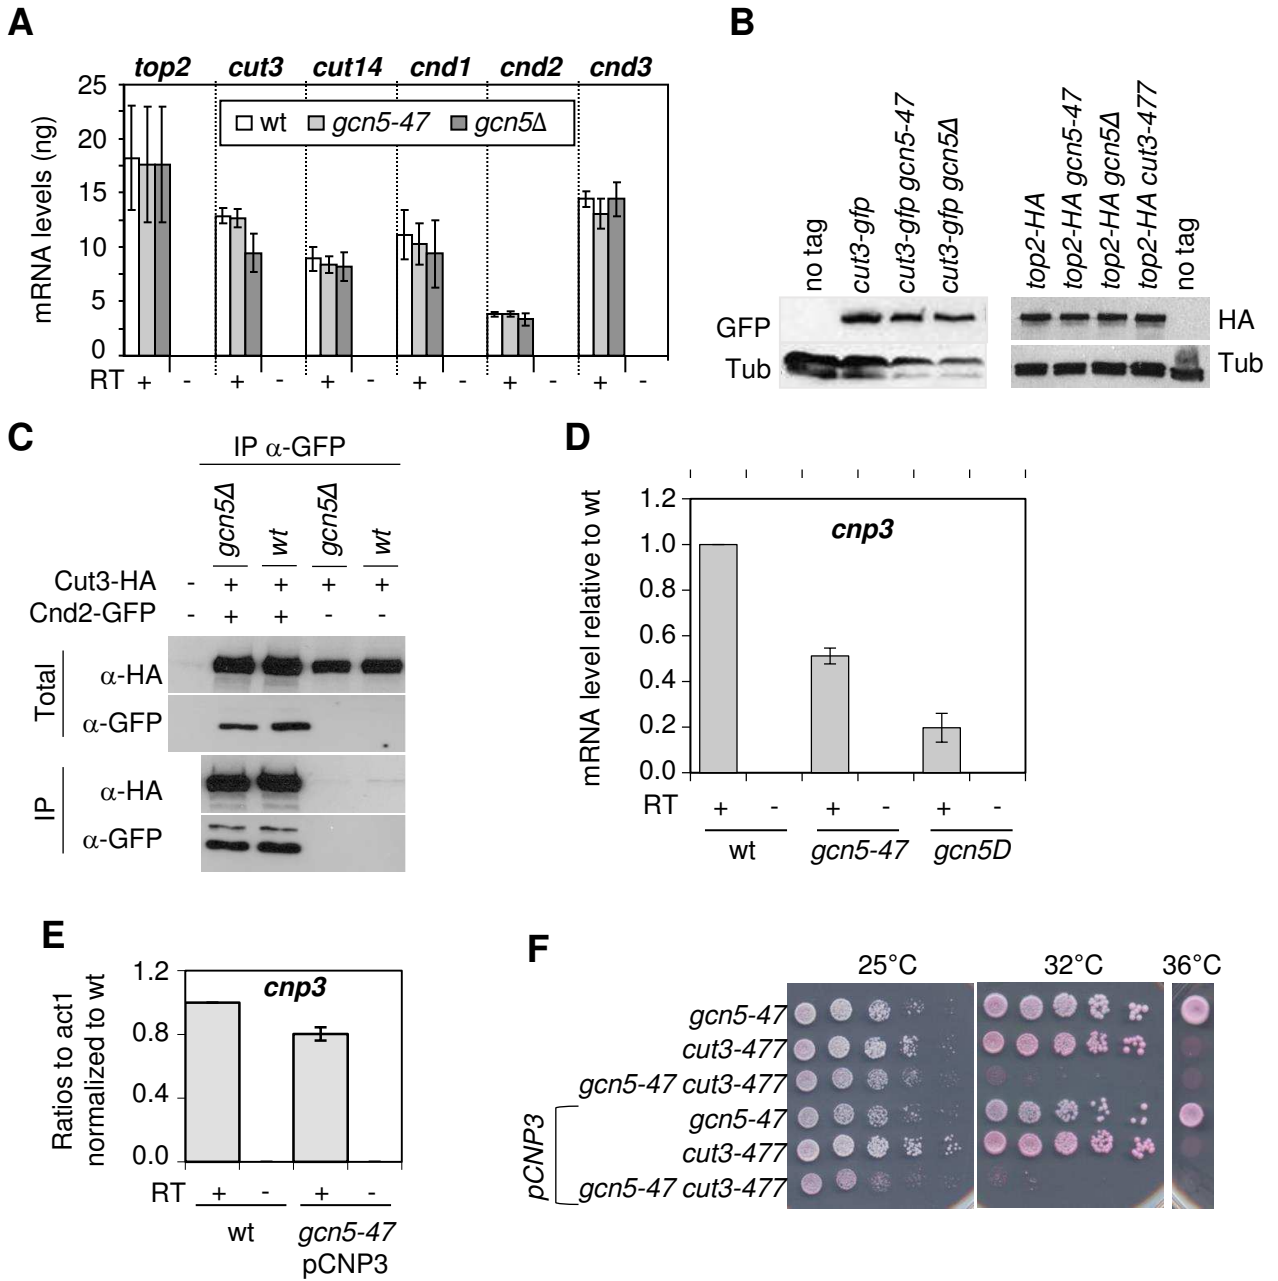 A
top2 cut3 cut14 cnd1 cnd2 cnd3
wt gcn5-47 gcn5Δ
mRNA levels (ng)
25
20
15
10
5
0
RT + - + - + - + - + - + -
B
no tag
cut3-gfp
cut3-gfp gcn5-47
cut3-gfp gcn5Δ
top2-HA
top2-HA gcn5-47
top2-HA gcn5Δ
top2-HA cut3-477
no tag
GFP
Tub
HA
Tub
C
IP α-GFP
gcn5Δ wt gcn5Δ wt
Cut3-HA - + + + +
Cnd2-GFP - + + - -
Total
α-HA
α-GFP
IP
α-HA
α-GFP
D
cnp3
mRNA level relative to wt
1.2
1.0
0.8
0.6
0.4
0.2
0.0
RT + - + - + -
wt gcn5-47 gcn5D
E
cnp3
Ratios to act1
normalized to wt
1.2
0.8
0.4
0.0
RT + - + -
wt gcn5-47
pCNP3
F
25°C 32°C 36°C
gcn5-47
cut3-477
gcn5-47 cut3-477
pCNP3
gcn5-47
cut3-477
gcn5-47 cut3-477